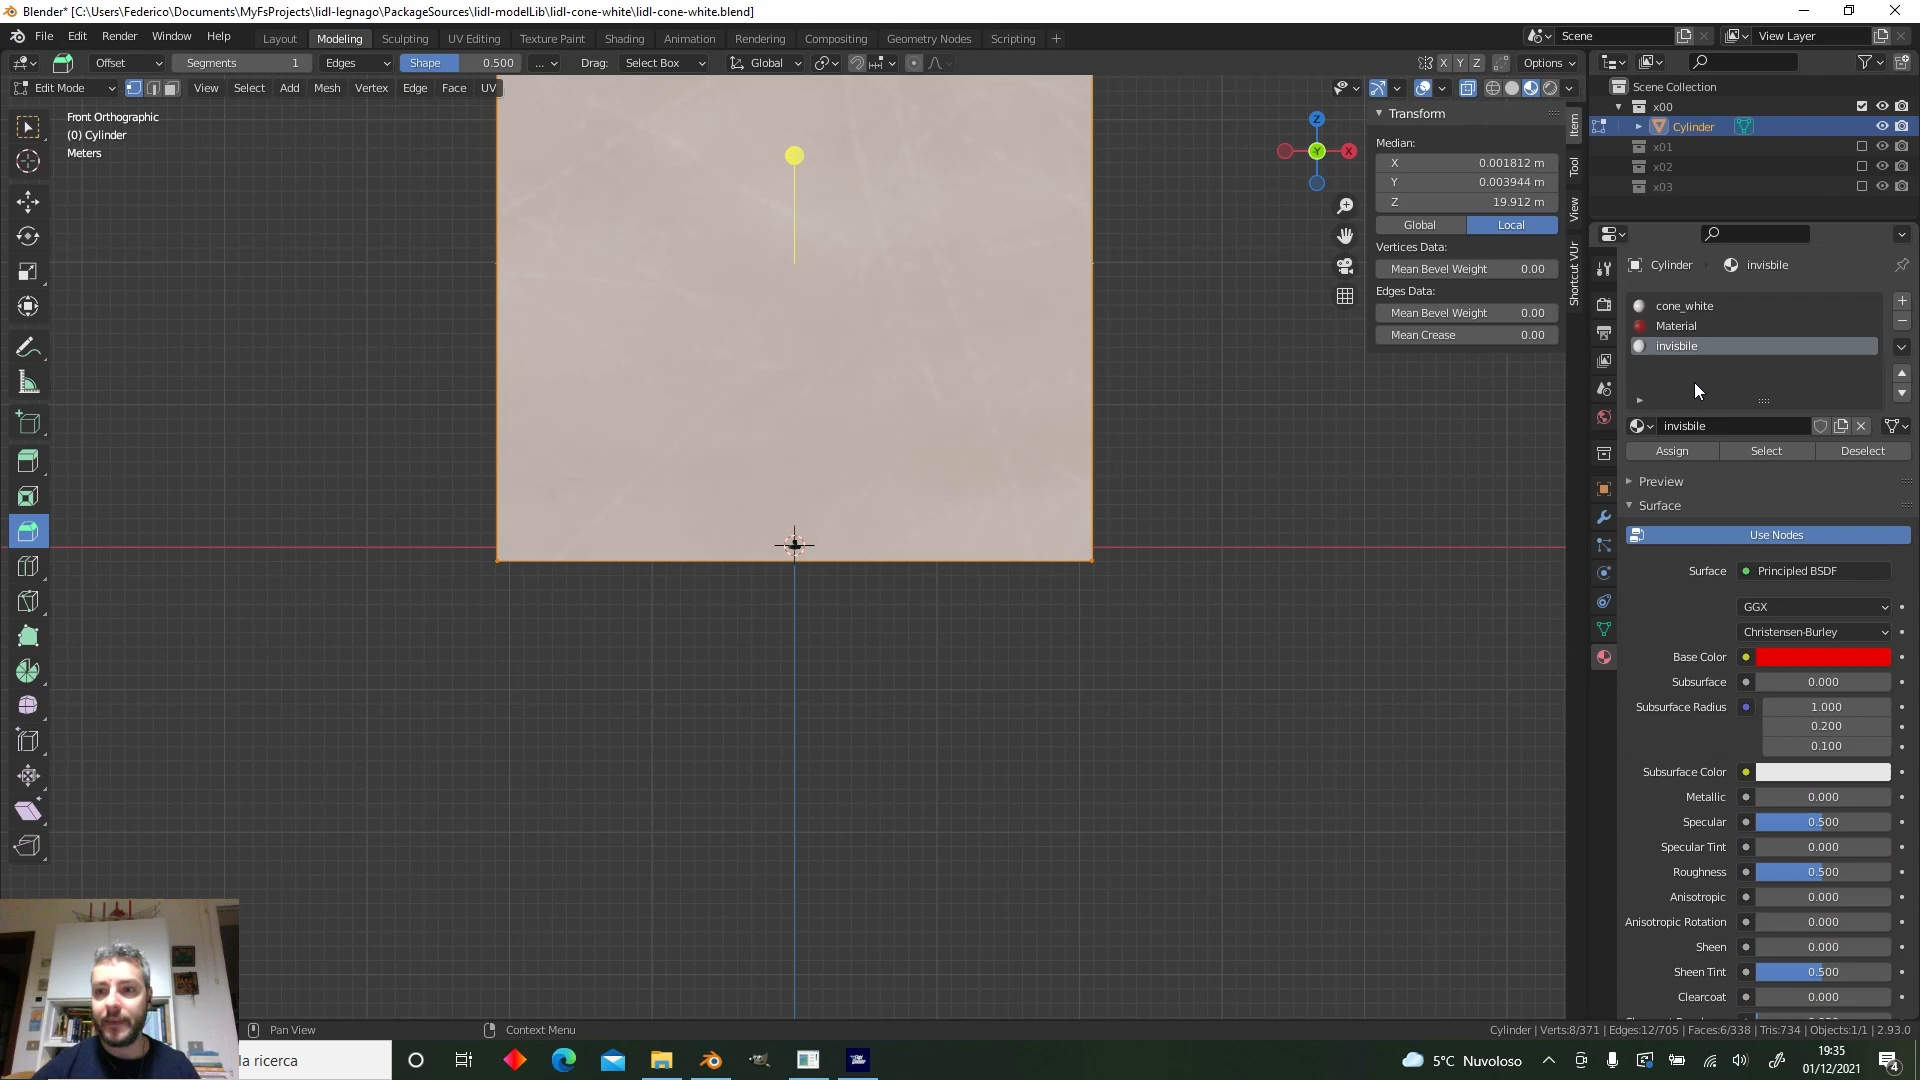 Blender* [C:\Users\Federico\Documents\MyFsProjects\lidl-legnago\PackageSources\lidl-modelLib\lidl-cone-white\lidl-cone-white.blend]
File Edit Render Window Help
Layout Modeling Sculpting UV Editing Texture Paint Shading Animation Rendering Compositing Geometry Nodes Scripting
Scene
View Layer
Offset Segments 1 Edges Shape 0.500 ... Drag: Select Box Global X Y Z Options
Edit Mode View Select Add Mesh Vertex Edge Face UV
Front Orthographic
(0) Cylinder
Meters
Z
Y
X
Transform
Median:
X 0.001812 m
Y 0.003944 m
Z 19.912 m
Global Local
Vertices Data:
Mean Bevel Weight 0.00
Edges Data:
Mean Bevel Weight 0.00
Mean Crease 0.00
Item
Tool
View
Shortcut VUr
Scene Collection
x00
Cylinder
x01
x02
x03
Cylinder invisbile
cone_white
Material
invisbile
invisbile
Assign Select Deselect
Preview
Surface
Use Nodes
Surface Principled BSDF
GGX
Christensen-Burley
Base Color
Subsurface 0.000
Subsurface Radius 1.000
0.200
0.100
Subsurface Color
Metallic 0.000
Specular 0.500
Specular Tint 0.000
Roughness 0.500
Anisotropic 0.000
Anisotropic Rotation 0.000
Sheen 0.000
Sheen Tint 0.500
Clearcoat 0.000
Pan View Context Menu
Cylinder | Verts:8/371 | Edges:12/705 | Faces:6/338 | Tris:734 | Objects:1/1 | 2.93.0
la ricerca
5°C Nuvoloso
19:35
01/12/2021
4